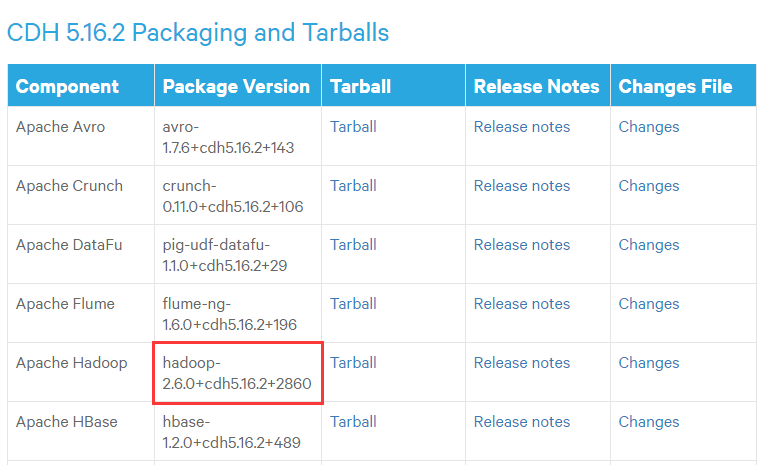 CDH 5.16.2 Packaging and Tarballs
Component Package Version Tarball Release Notes Changes File
Apache Avro avro- Tarball Release notes Changes
1.7.6+cdh5.16.2+143
Apache Crunch crunch- Tarball Release notes Changes
0.11.0+cdh5.16.2+106
Apache DataFu pig-udf-datafu- Tarball Release notes Changes
1.1.0+cdh5.16.2+29
Apache Flume flume-ng- Tarball Release notes Changes
1.6.0+cdh5.16.2+196
Apache Hadoop hadoop- Tarball Release notes Changes
2.6.0+cdh5.16.2+2860
Apache HBase hbase- Tarball Release notes Changes
1.2.0+cdh5.16.2+489